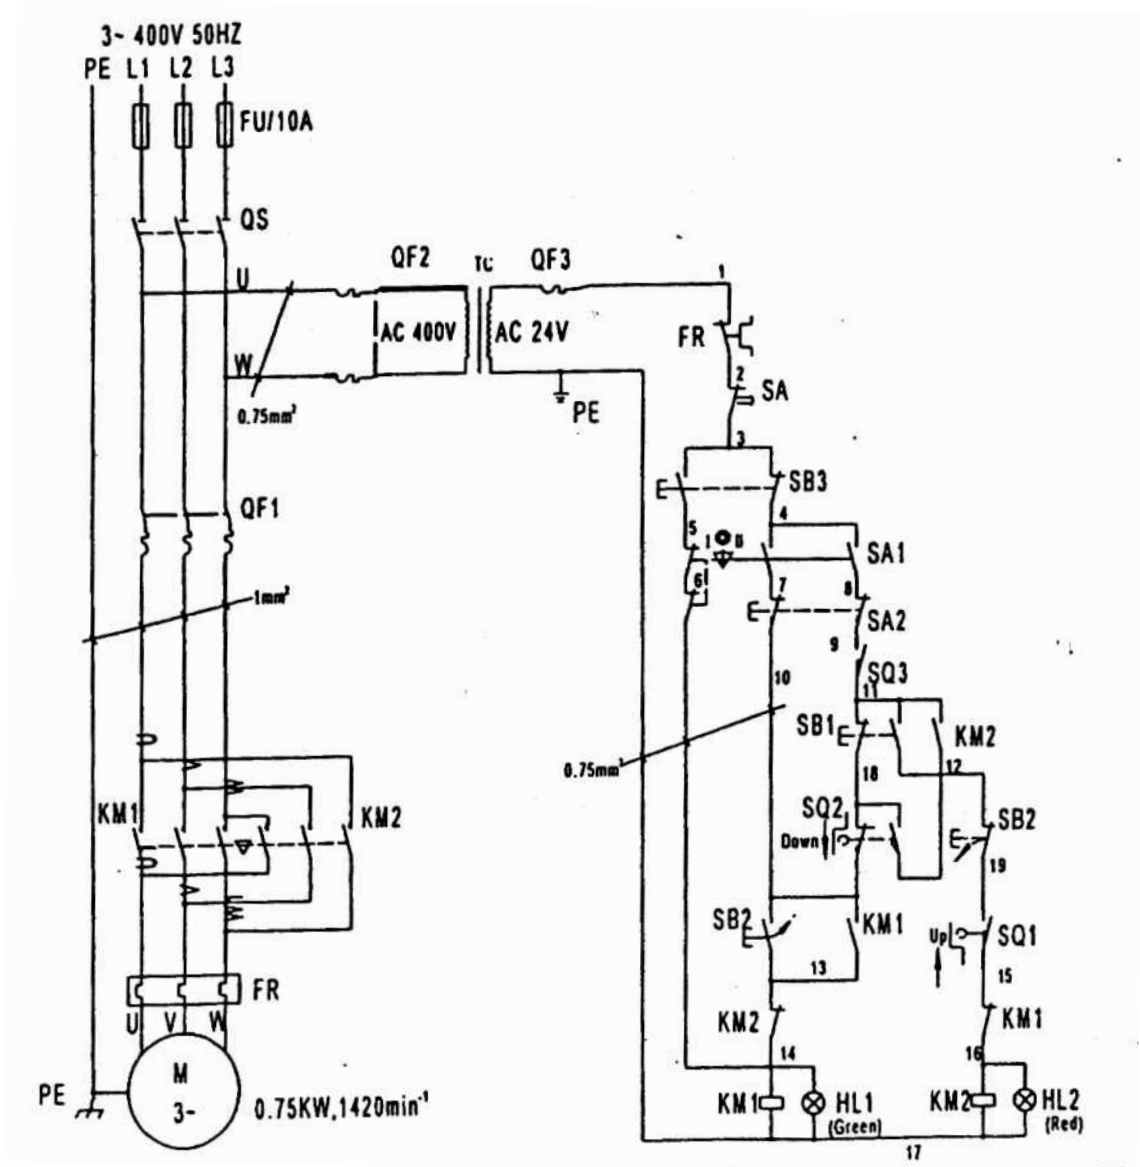 3~ 400V 50HZ
PE L1 L2 L3
FU/10A
QS
U
QF2 TC QF3
1
AC 400V AC 24V
FR
W
2
SA
0.75mm²
PE
3
SB3
4
QF1
5
I O II
SA1
6 7 8
1mm²
SA2
9
SQ3
10
11
SB1 KM2
0.75mm²
18 12
KM1 KM2
SQ2
SB2
Down
19
SB2 KM1
Up SQ1
13
15
FR
KM2 KM1
U V W
14 16
M
3~
PE
0.75KW,1420min⁻¹
KM1 HL1
(Green)
KM2 HL2
(Red)
17